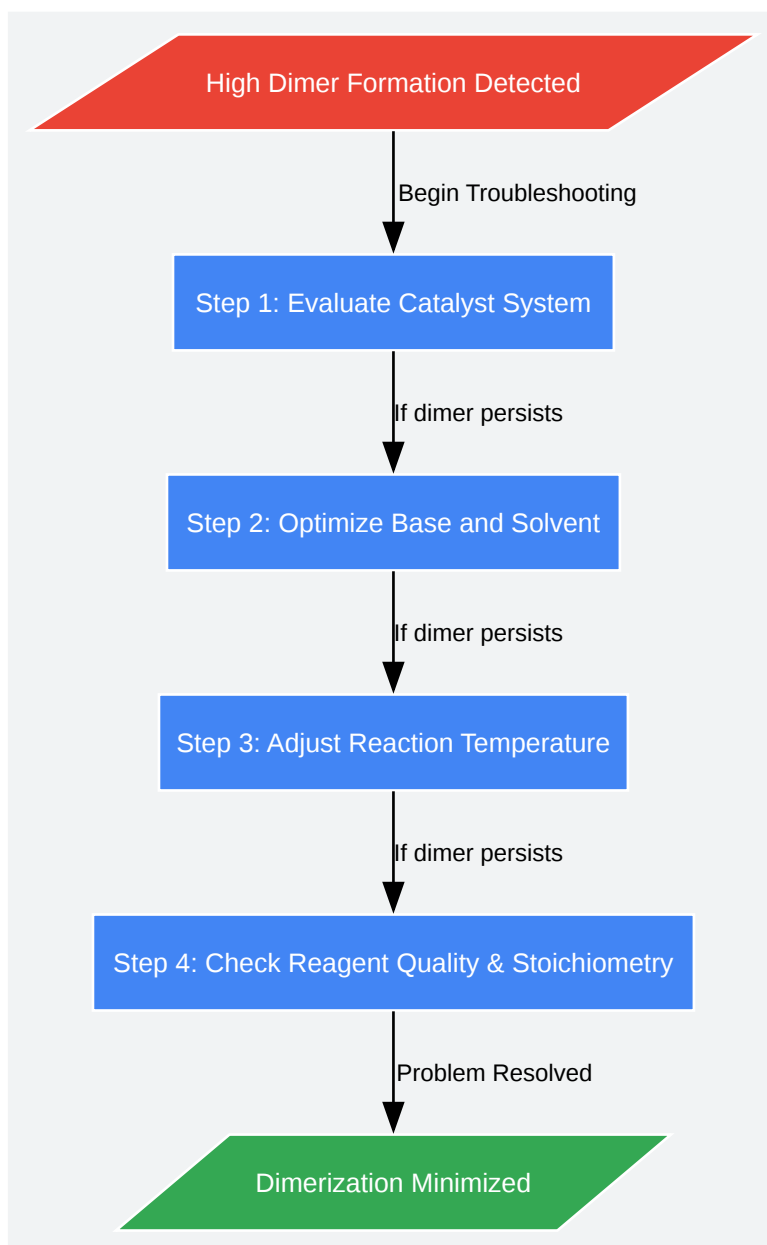 High Dimer Formation Detected
Begin Troubleshooting
Step 1: Evaluate Catalyst System
If dimer persists
Step 2: Optimize Base and Solvent
If dimer persists
Step 3: Adjust Reaction Temperature
If dimer persists
Step 4: Check Reagent Quality & Stoichiometry
Problem Resolved
Dimerization Minimized